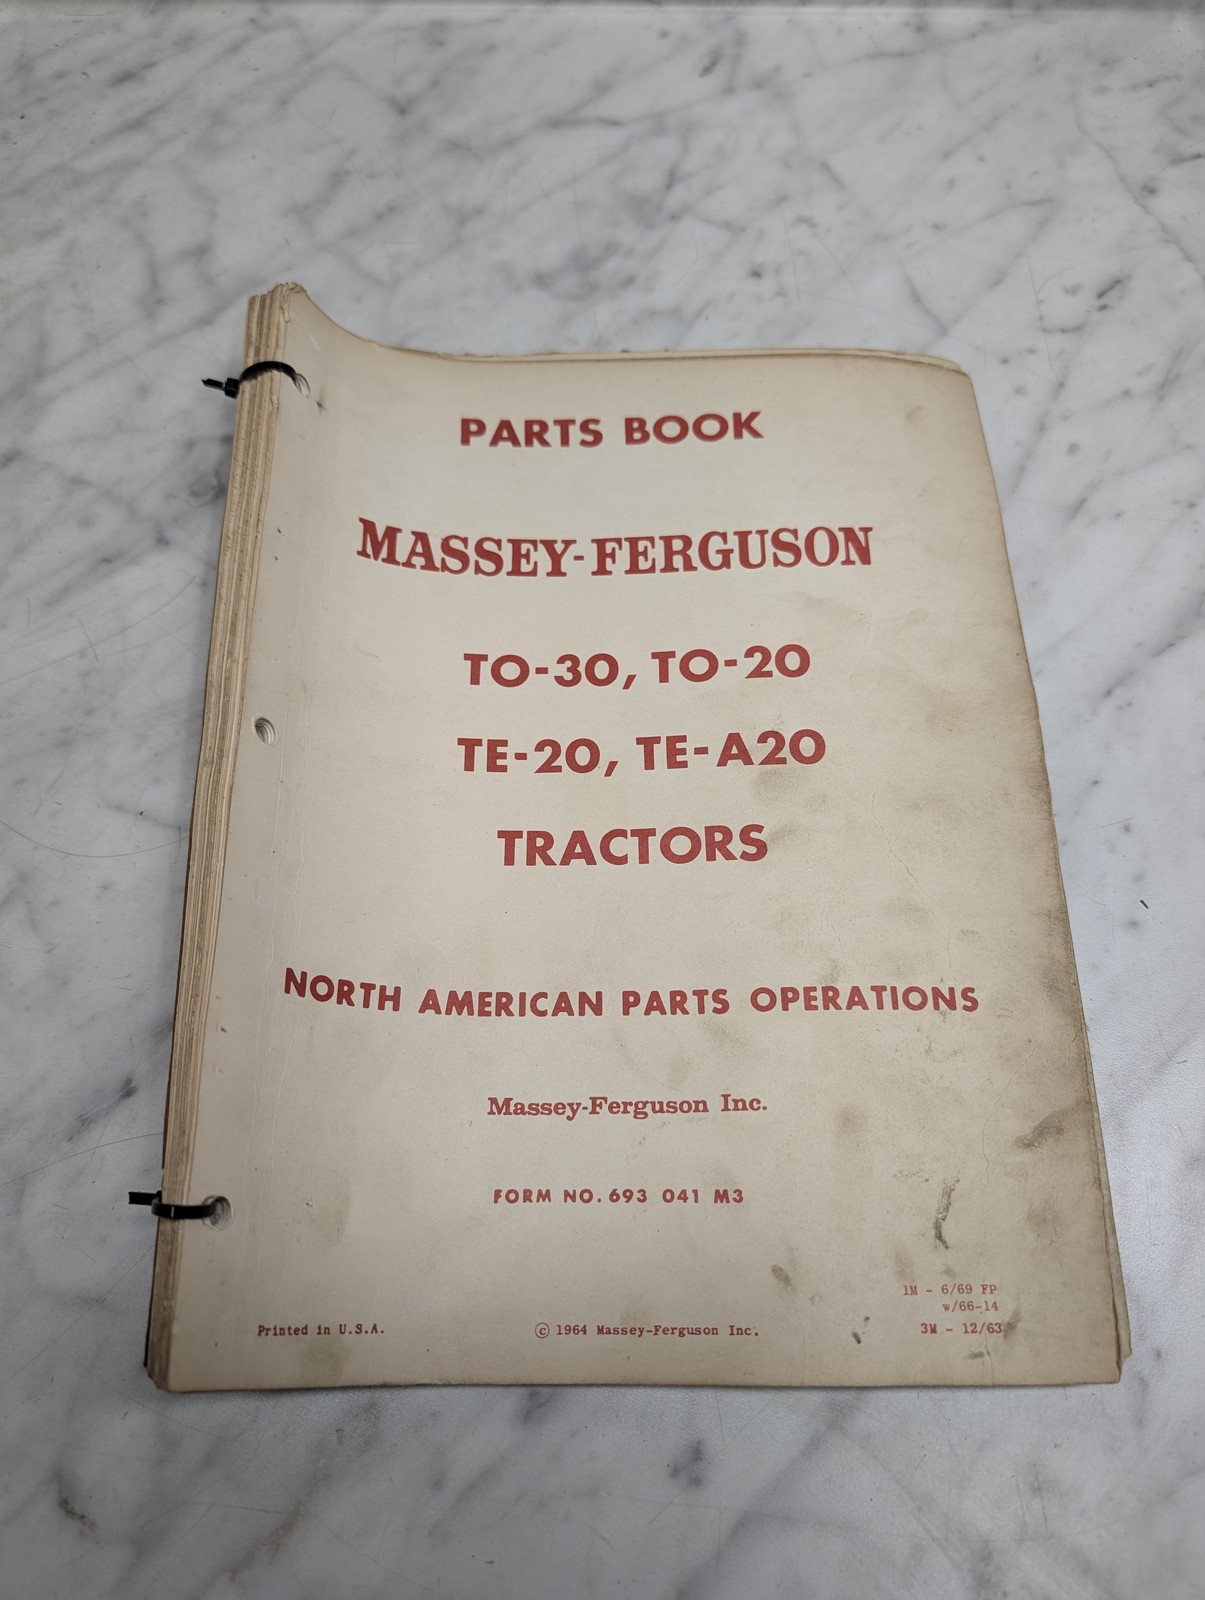 PARTS BOOK
MASSEY-FERGUSON
TO-30, TO-20
TE-20, TE-A20
TRACTORS
NORTH AMERICAN PARTS OPERATIONS
Massey-Ferguson Inc.
FORM NO. 693 041 M3
1M - 6/69 FP
w/66-14
Printed in U.S.A.
© 1964 Massey-Ferguson Inc.
3M - 12/63